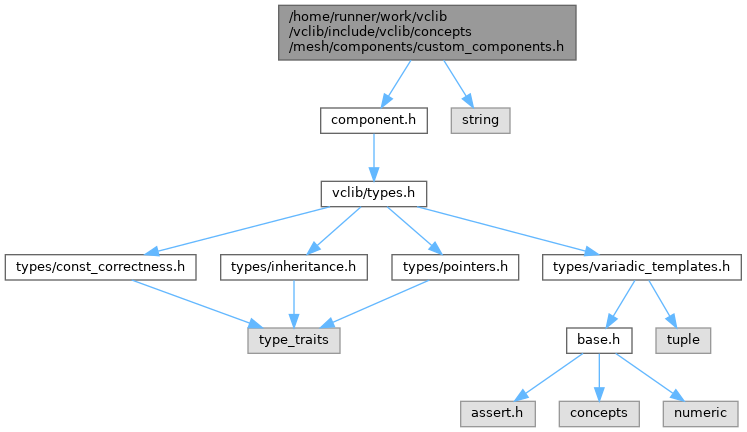 /home/runner/work/vclib
/vclib/include/vclib/concepts
/mesh/components/custom_components.h
component.h
string
vclib/types.h
types/const_correctness.h
types/inheritance.h
types/pointers.h
types/variadic_templates.h
type_traits
base.h
tuple
assert.h
concepts
numeric